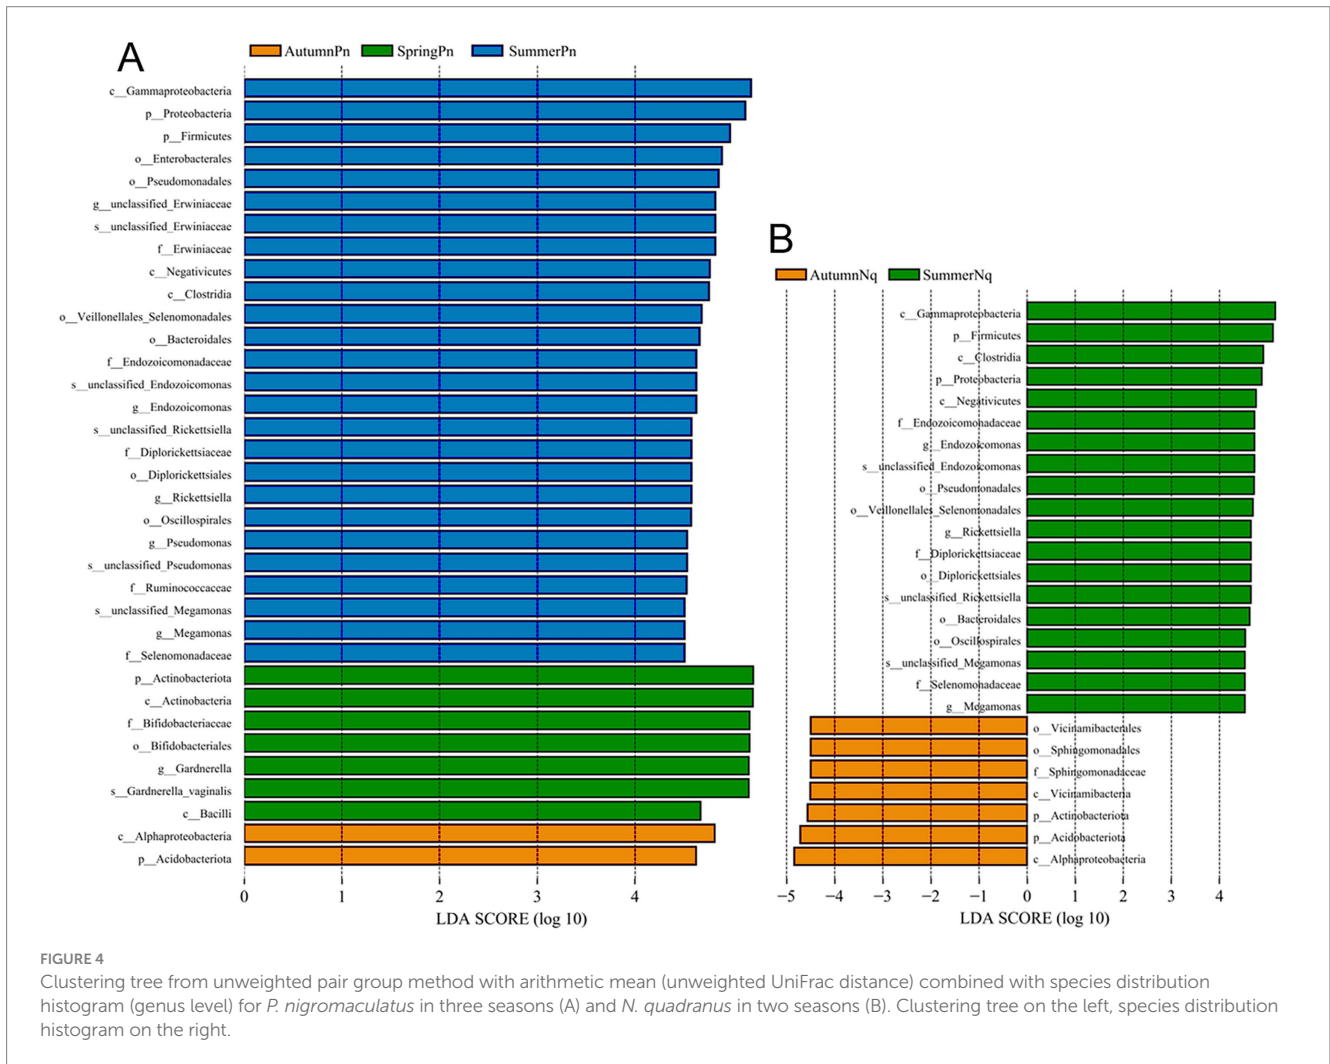 A
AutumnPn SpringPn SummerPn
c__Gammaproteobacteria
p__Proteobacteria
p__Firmicutes
o__Enterobacterales
o__Pseudomonadales
g__unclassified_Erwiniaceae
s__unclassified_Erwiniaceae
f__Erwiniaceae
c__Negativicutes
c__Clostridia
o__Veillonellales_Selenomonadales
o__Bacteroidales
f__Endozoicomonadaceae
s__unclassified_Endozoicomonas
g__Endozoicomonas
s__unclassified_Rickettsiella
f__Diplorickettsiaceae
o__Diplorickettsiales
g__Rickettsiella
o__Oscillospirales
g__Pseudomonas
s__unclassified_Pseudomonas
f__Ruminococcaceae
s__unclassified_Megamonas
g__Megamonas
f__Selenomonadaceae
p__Actinobacteriota
c__Actinobacteria
f__Bifidobacteriaceae
o__Bifidobacteriales
g__Gardnerella
s__Gardnerella_vaginalis
c__Bacilli
c__Alphaproteobacteria
p__Acidobacteriota
0 1 2 3 4
LDA SCORE (log 10)
B
AutumnNq SummerNq
c__Gammaproteobacteria
p__Firmicutes
c__Clostridia
p__Proteobacteria
c__Negativicutes
f__Endozoicomonadaceae
g__Endozoicomonas
s__unclassified_Endozoicomonas
o__Pseudomonadales
o__Veillonellales_Selenomonadales
g__Rickettsiella
f__Diplorickettsiaceae
o__Diplorickettsiales
s__unclassified_Rickettsiella
o__Bacteroidales
o__Oscillospirales
s__unclassified_Megamonas
f__Selenomonadaceae
g__Megamonas
o__Vicinamibacterales
o__Sphingomonadales
f__Sphingomonadaceae
c__Vicinamibacteria
p__Actinobacteriota
p__Acidobacteriota
c__Alphaproteobacteria
−5 −4 −3 −2 −1 0 1 2 3 4
LDA SCORE (log 10)
FIGURE 4
Clustering tree from unweighted pair group method with arithmetic mean (unweighted UniFrac distance) combined with species distribution
histogram (genus level) for P. nigromaculatus in three seasons (A) and N. quadranus in two seasons (B). Clustering tree on the left, species distribution
histogram on the right.